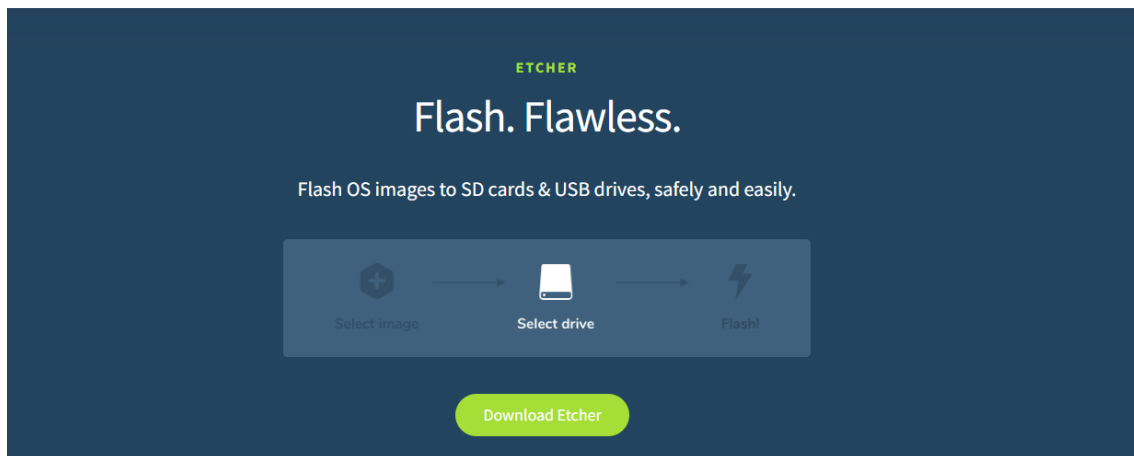 ETCHER
Flash. Flawless.
Flash OS images to SD cards & USB drives, safely and easily.
Select image
Select drive
Flash!
Download Etcher